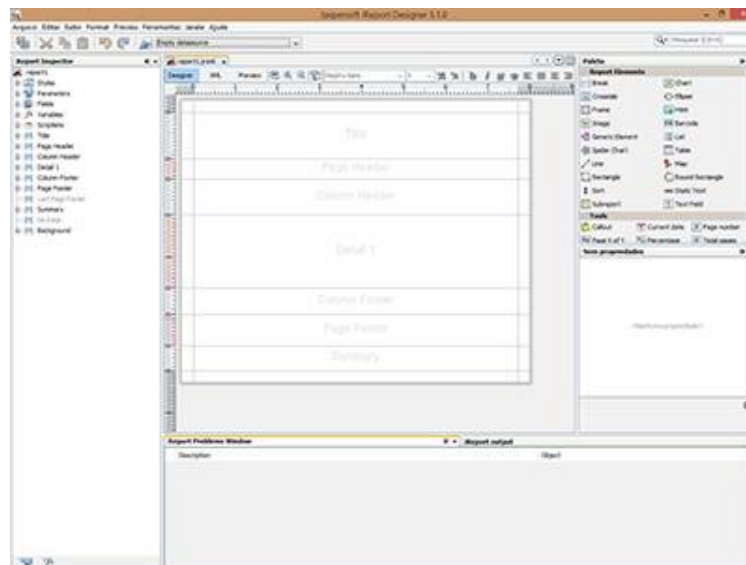 Jaspersoft iReport Designer 5.1.0
Arquivo Editar Exibir Format Preview Ferramentas Janela Ajuda
Empty datasource
Report Inspector
report1
Styles
Parameters
Fields
Variables
Scriptlets
Title
Page Header
Column Header
Detail 1
Column Footer
Page Footer
Last Page Footer
Summary
No Data
Background
Designer XML Preview
Title
Page Header
Column Header
Detail 1
Column Footer
Page Footer
Summary
Report Problems Window
Description Object
iReport output
Palette
Report Elements
Break Chart
Crosstab Ellipse
Frame
Image Barcode
Generic Element List
Spider Chart Table
Line Map
Rectangle Round Rectangle
Sort Static Text
Subreport Text Field
Tools
Callout Current date Page number
Page X of Y Percentage Total pages
Sem propriedades